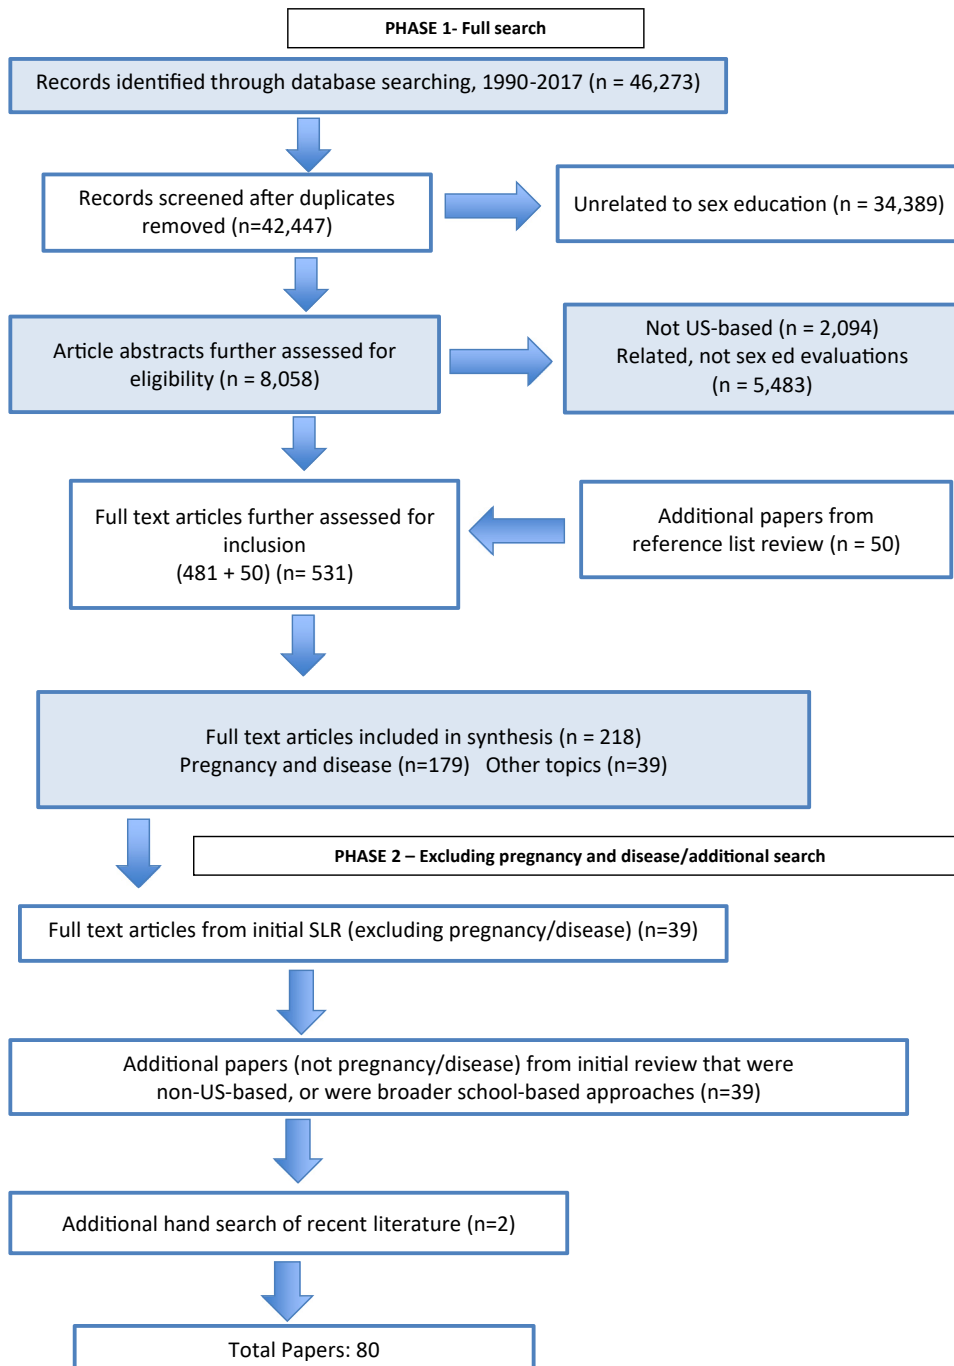 PHASE 1- Full search
Records identified through database searching, 1990-2017 (n = 46,273)
Records screened after duplicates
removed (n=42,447)
Unrelated to sex education (n = 34,389)
Article abstracts further assessed for
eligibility (n = 8,058)
Not US-based (n = 2,094)
Related, not sex ed evaluations
(n = 5,483)
Full text articles further assessed for
inclusion
(481 + 50) (n= 531)
Additional papers from
reference list review (n = 50)
Full text articles included in synthesis (n = 218)
Pregnancy and disease (n=179) Other topics (n=39)
PHASE 2 – Excluding pregnancy and disease/additional search
Full text articles from initial SLR (excluding pregnancy/disease) (n=39)
Additional papers (not pregnancy/disease) from initial review that were
non-US-based, or were broader school-based approaches (n=39)
Additional hand search of recent literature (n=2)
Total Papers: 80